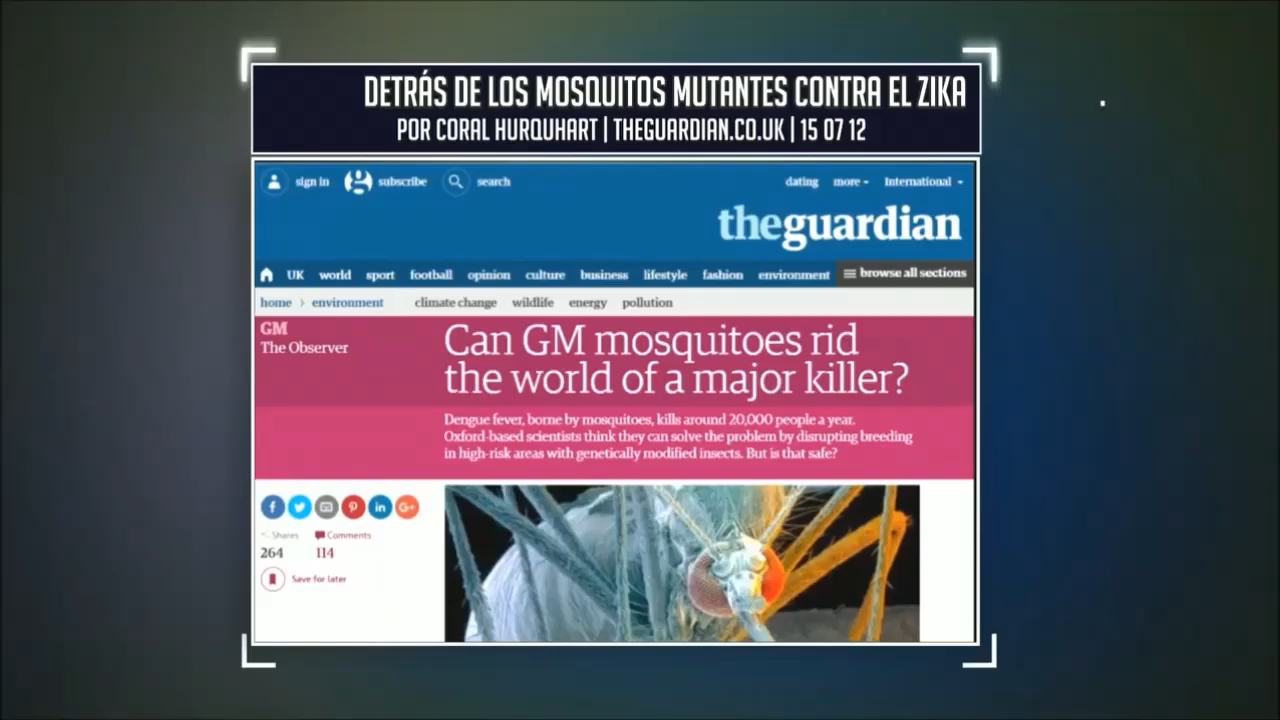 DETRÁS DE LOS MOSQUITOS MUTANTES CONTRA EL ZIKA
POR CORAL HURQUHART | THEGUARDIAN.CO.UK | 15 07 12
sign in subscribe search dating more International
theguardian
UK world sport football opinion culture business lifestyle fashion environment browse all sections
home › environment climate change wildlife energy pollution
GM
The Observer
Can GM mosquitoes rid
the world of a major killer?
Dengue fever, borne by mosquitoes, kills around 20,000 people a year.
Oxford-based scientists think they can solve the problem by disrupting breeding
in high-risk areas with genetically modified insects. But is that safe?
Shares Comments
264 114
Save for later